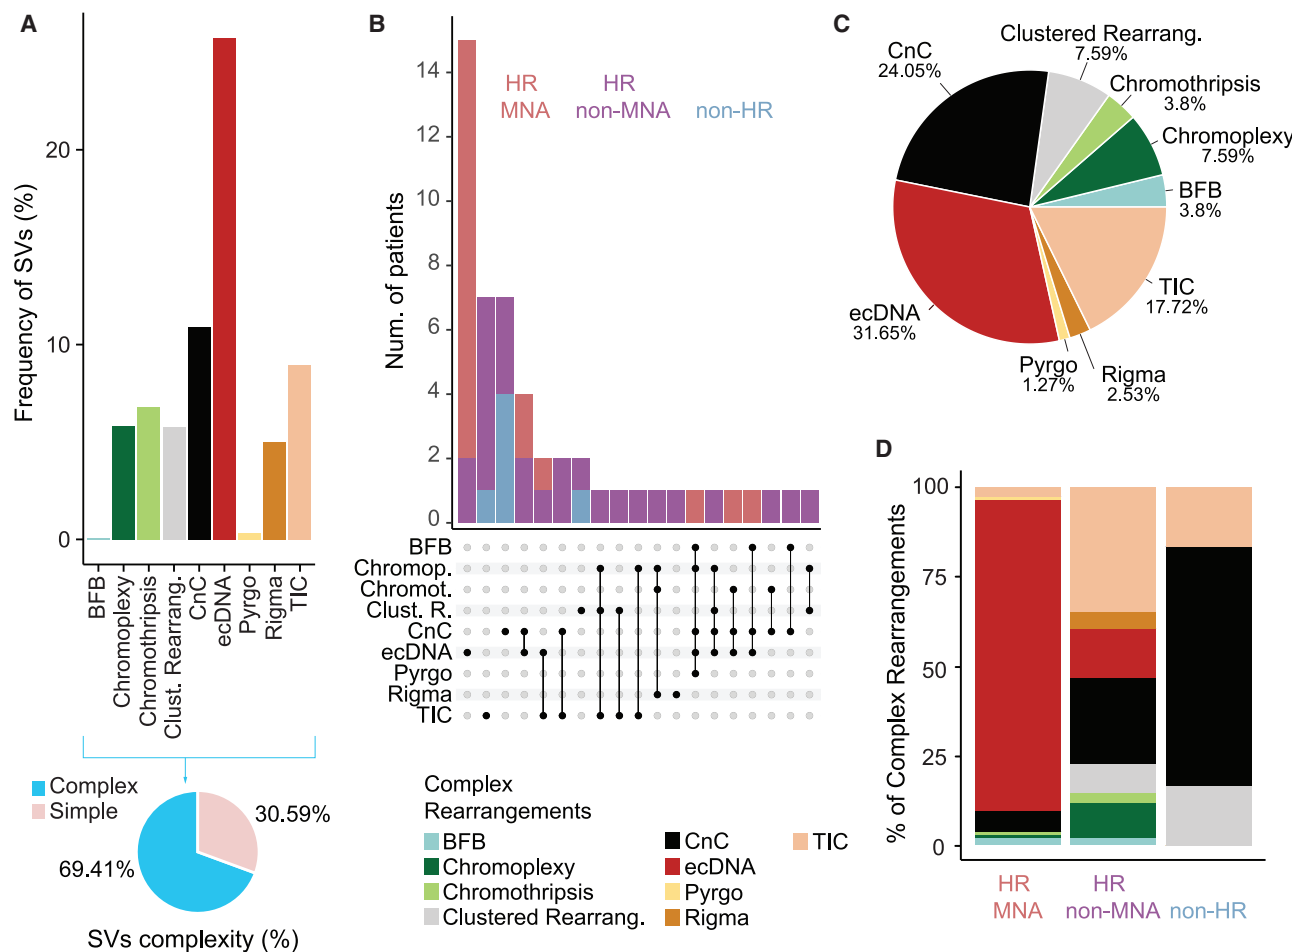 A
Frequency of SVs (%)
20
10
0
BFB
Chromoplexy
Chromothripsis
Clust. Rearrang.
CnC
ecDNA
Pyrgo
Rigma
TIC
Complex
Simple
30.59%
69.41%
SVs complexity (%)
B
Num. of patients
14
12
10
8
6
4
2
0
HR
MNA
HR
non-MNA
non-HR
BFB
Chromop.
Chromot.
Clust. R.
CnC
ecDNA
Pyrgo
Rigma
TIC
Complex
Rearrangements
BFB
Chromoplexy
Chromothripsis
Clustered Rearrang.
CnC
ecDNA
Pyrgo
Rigma
TIC
C
CnC
24.05%
Clustered Rearrang.
7.59%
Chromothripsis
3.8%
Chromoplexy
7.59%
BFB
3.8%
TIC
17.72%
Rigma
2.53%
Pyrgo
1.27%
ecDNA
31.65%
D
% of Complex Rearrangements
100
75
50
25
0
HR
MNA
HR
non-MNA
non-HR